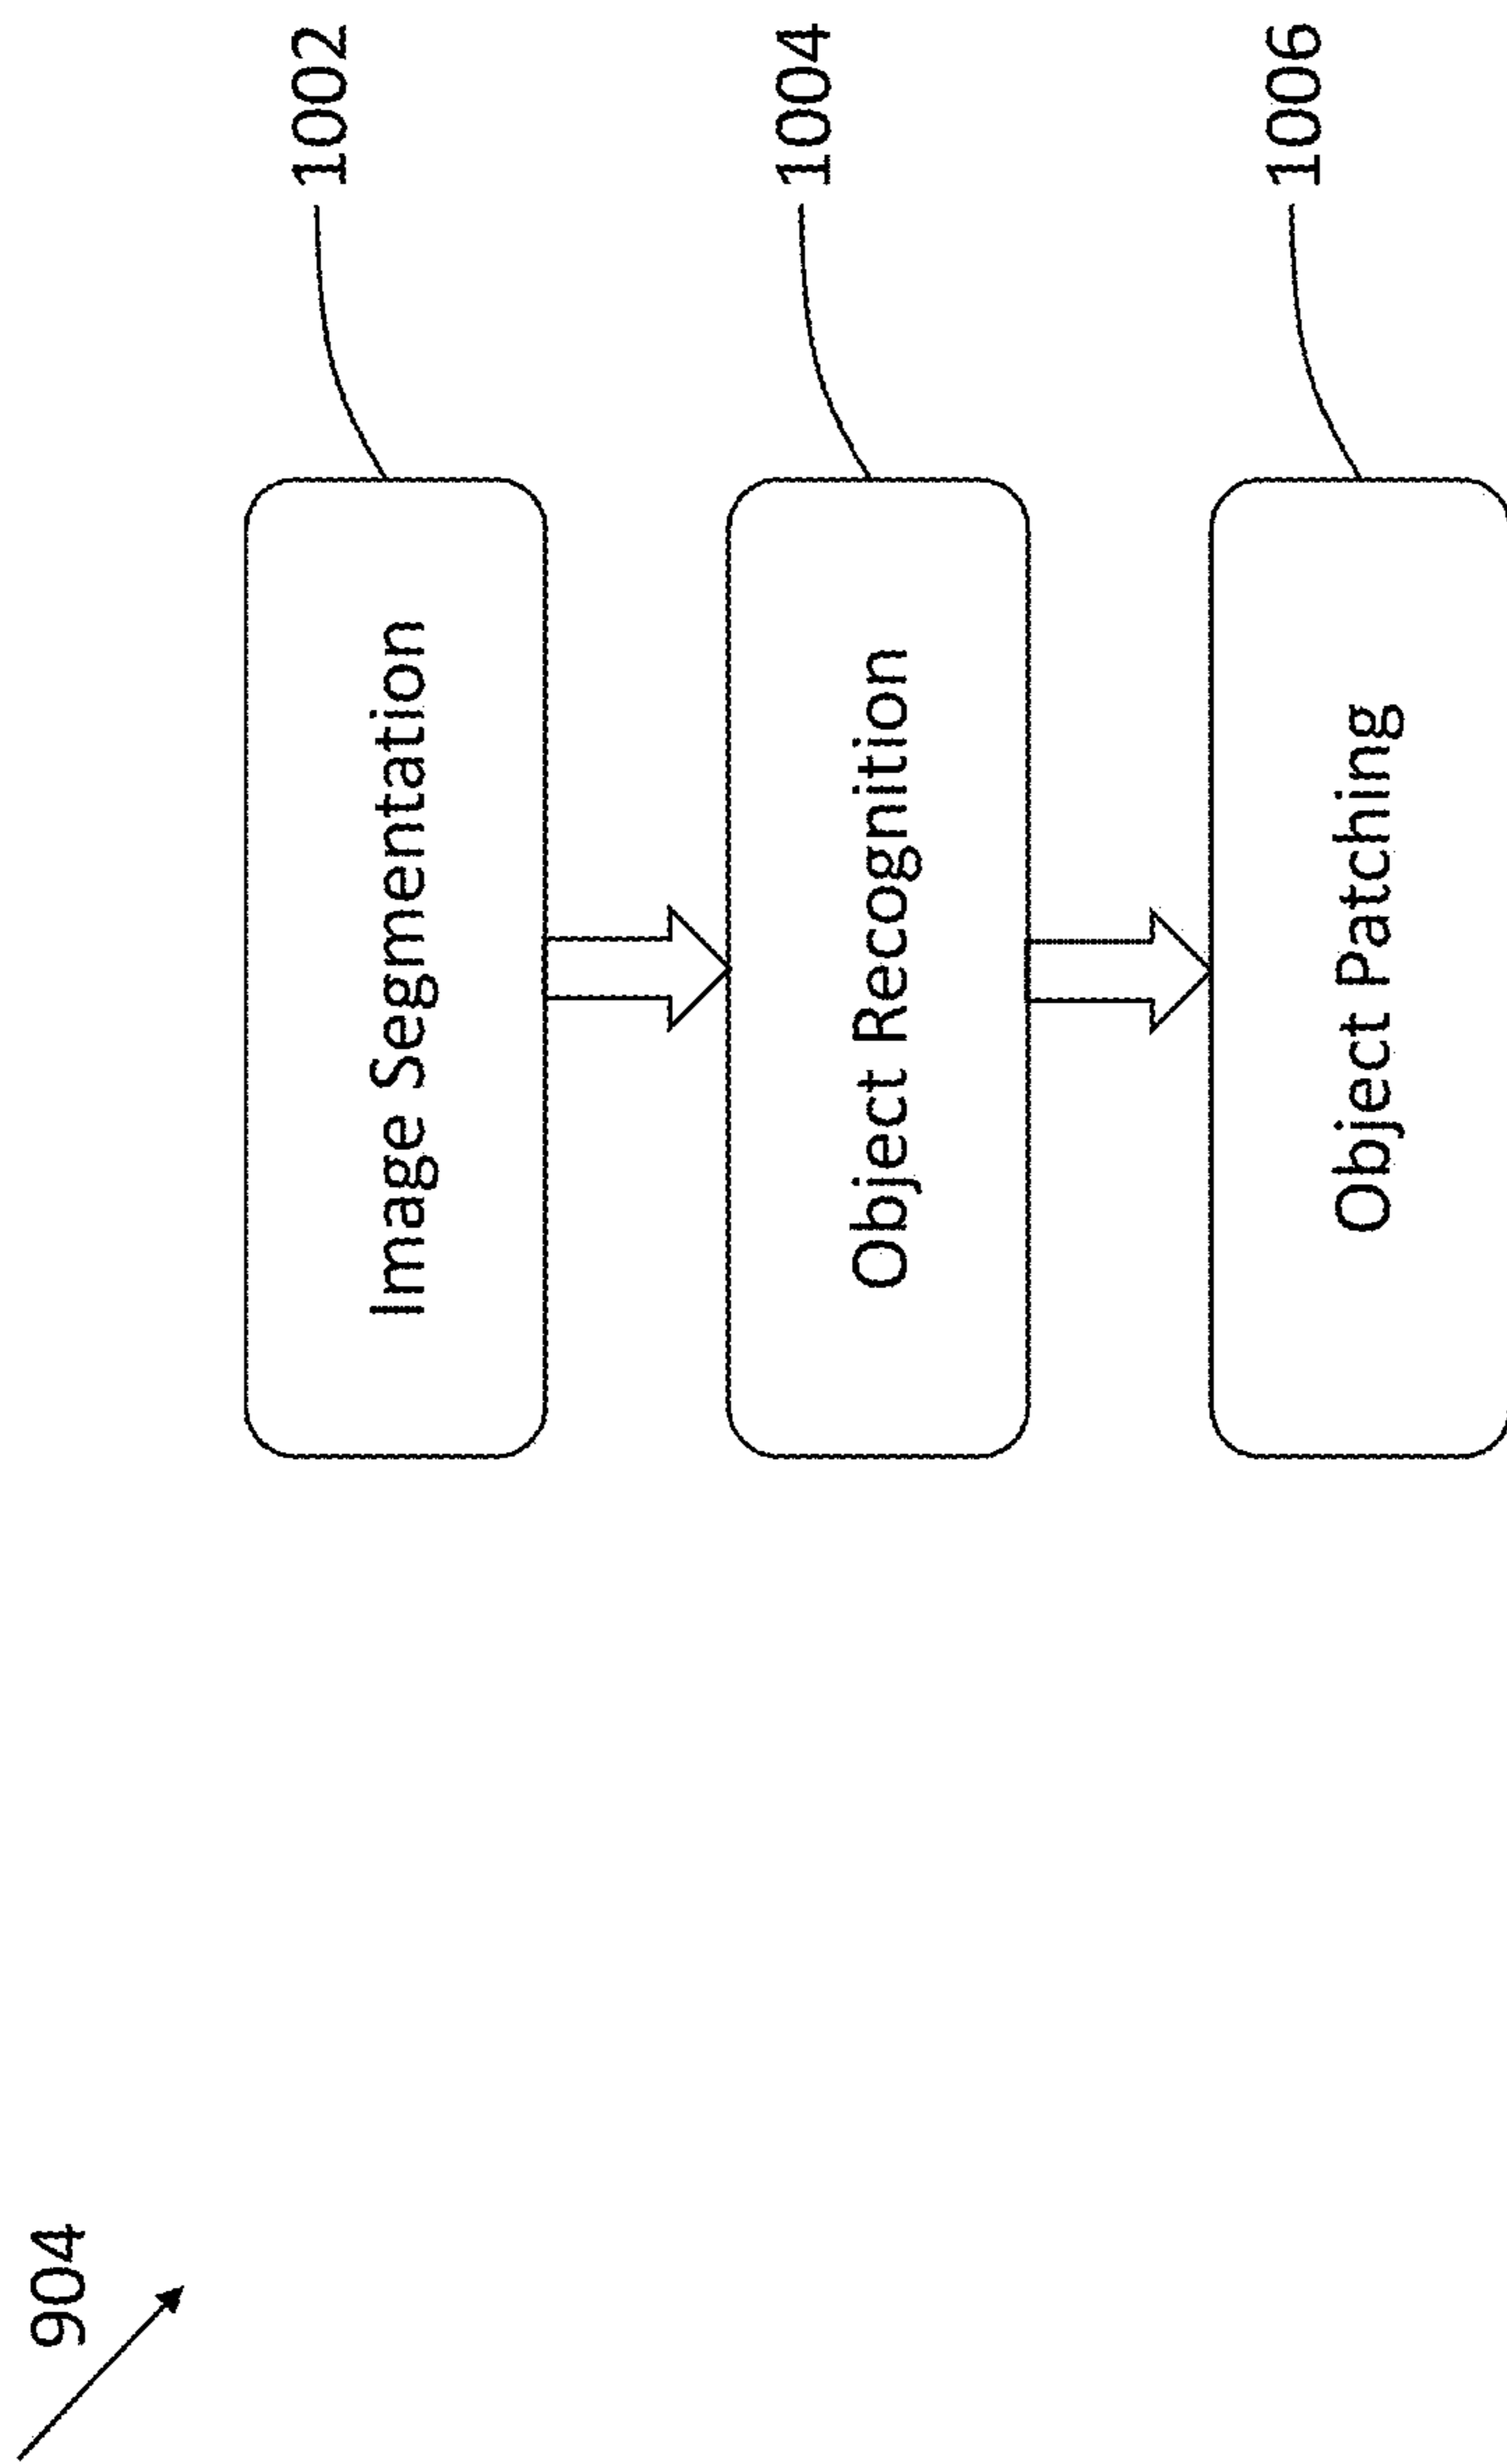 904
Image Segmentation
1002
Object Recognition
1004
Object Patching
1006